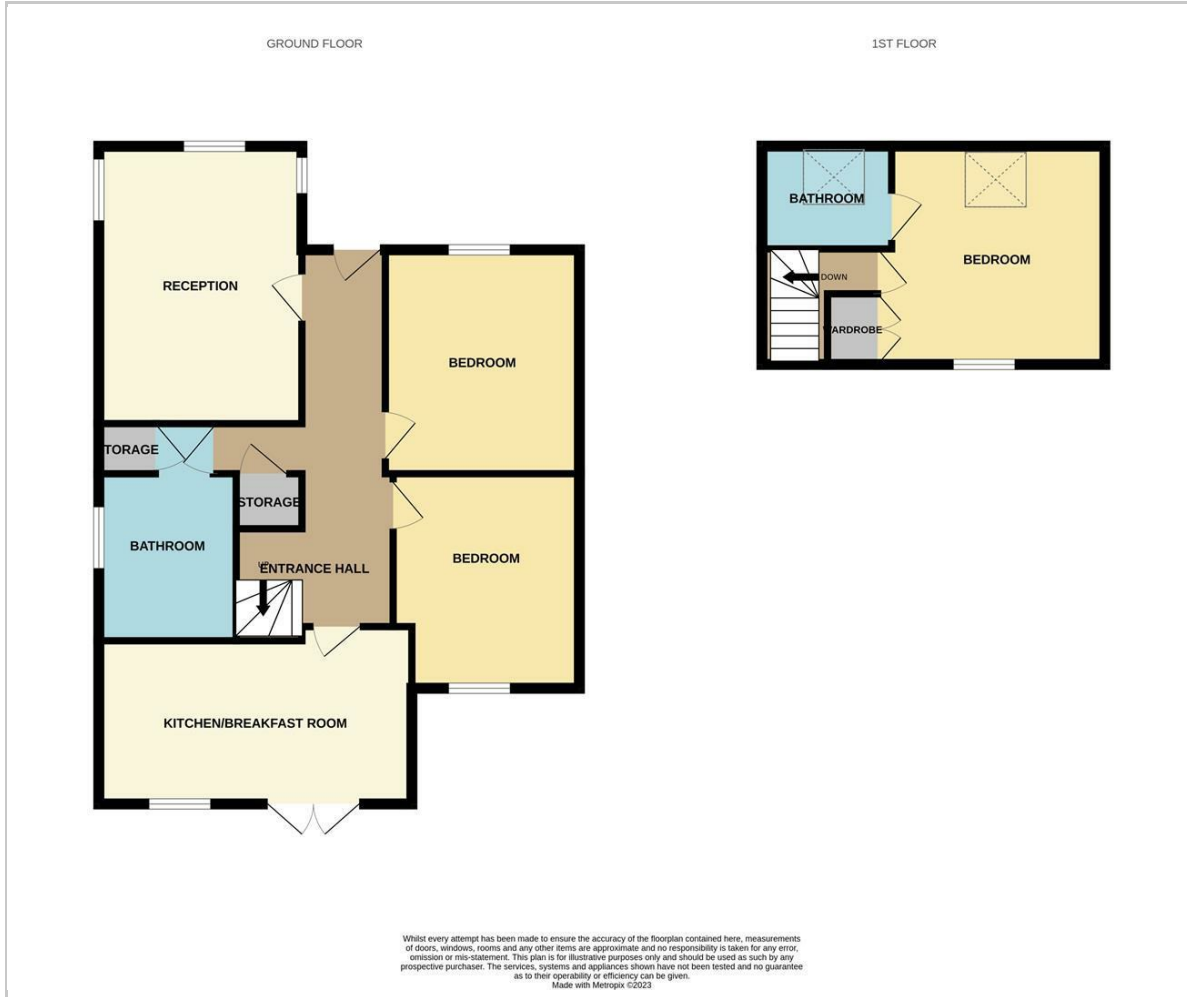 GROUND FLOOR
1ST FLOOR
RECEPTION
BEDROOM
TORAGE
STORAGE
BATHROOM
UP
ENTRANCE HALL
BEDROOM
KITCHEN/BREAKFAST ROOM
BATHROOM
BEDROOM
DOWN
WARDROBE
Whilst every attempt has been made to ensure the accuracy of the floorplan contained here, measurements
of doors, windows, rooms and any other items are approximate and no responsibility is taken for any error,
omission or mis-statement. This plan is for illustrative purposes only and should be used as such by any
prospective purchaser. The services, systems and appliances shown have not been tested and no guarantee
as to their operability or efficiency can be given.
Made with Metropix ©2023